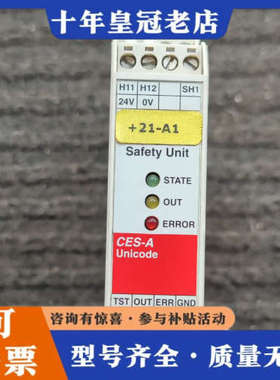 十年皇冠老店
H11 H12 SH1
24V 0V
+21-A1
Safety Unit
STATE
OUT
ERROR
CES-A
Unicode
TST OUT ERR GND
咨询有惊喜·参与补贴活动
可
票
型号齐全·质